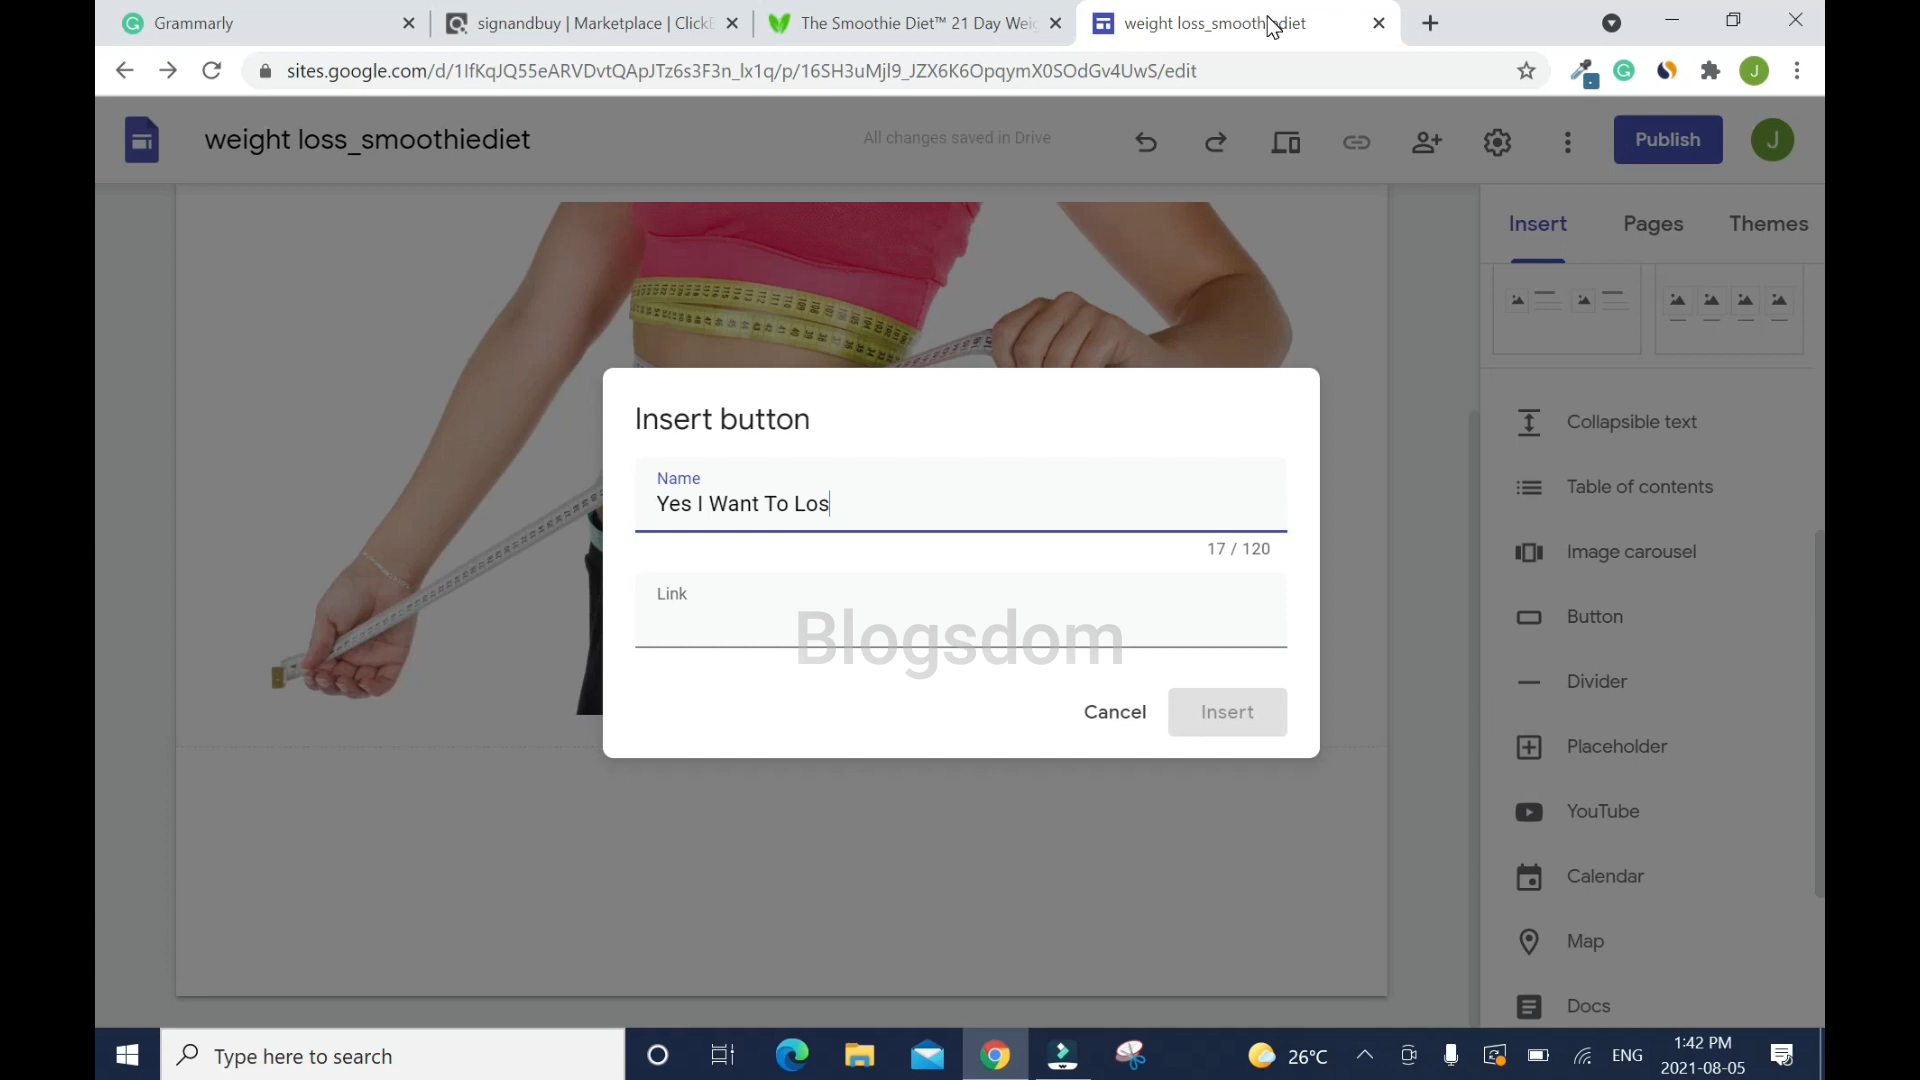 Grammarly
signandbuy | Marketplace | Click
The Smoothie Diet™ 21 Day Wei
weight loss_smoothiediet
sites.google.com/d/1IfKqJQ55eARVDvtQApJTz6s3F3n_lx1q/p/16SH3uMjl9_JZX6K6OpqymX0SOdGv4UwS/edit
J
weight loss_smoothiediet
All changes saved in Drive
Publish
J
Insert
Pages
Themes
Insert button
Name
Yes I Want To Los
17 / 120
Link
Blogsdom
Cancel
Insert
Collapsible text
Table of contents
Image carousel
Button
Divider
Placeholder
YouTube
Calendar
Map
Docs
Type here to search
26°C
ENG
1:42 PM
2021-08-05